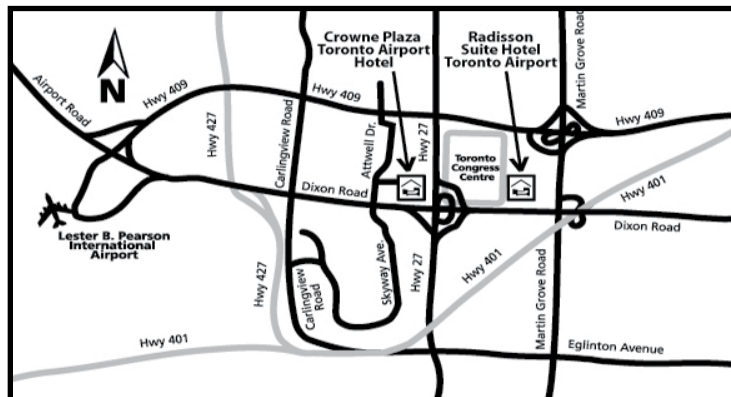 Crowne Plaza
Toronto Airport
Hotel
Radisson
Suite Hotel
Toronto Airport
Martin Grove Road
Airport Road
N
Hwy 409
Hwy 427
Carlingview Road
Hwy 409
Attwell Dr.
Hwy 27
Toronto
Congress
Centre
Hwy 409
Hwy 401
Dixon Road
Dixon Road
Lester B. Pearson
International
Airport
Hwy 427
Carlingview
Road
Skyway Ave.
Hwy 27
Hwy 401
Martin Grove Road
Hwy 401
Eglinton Avenue